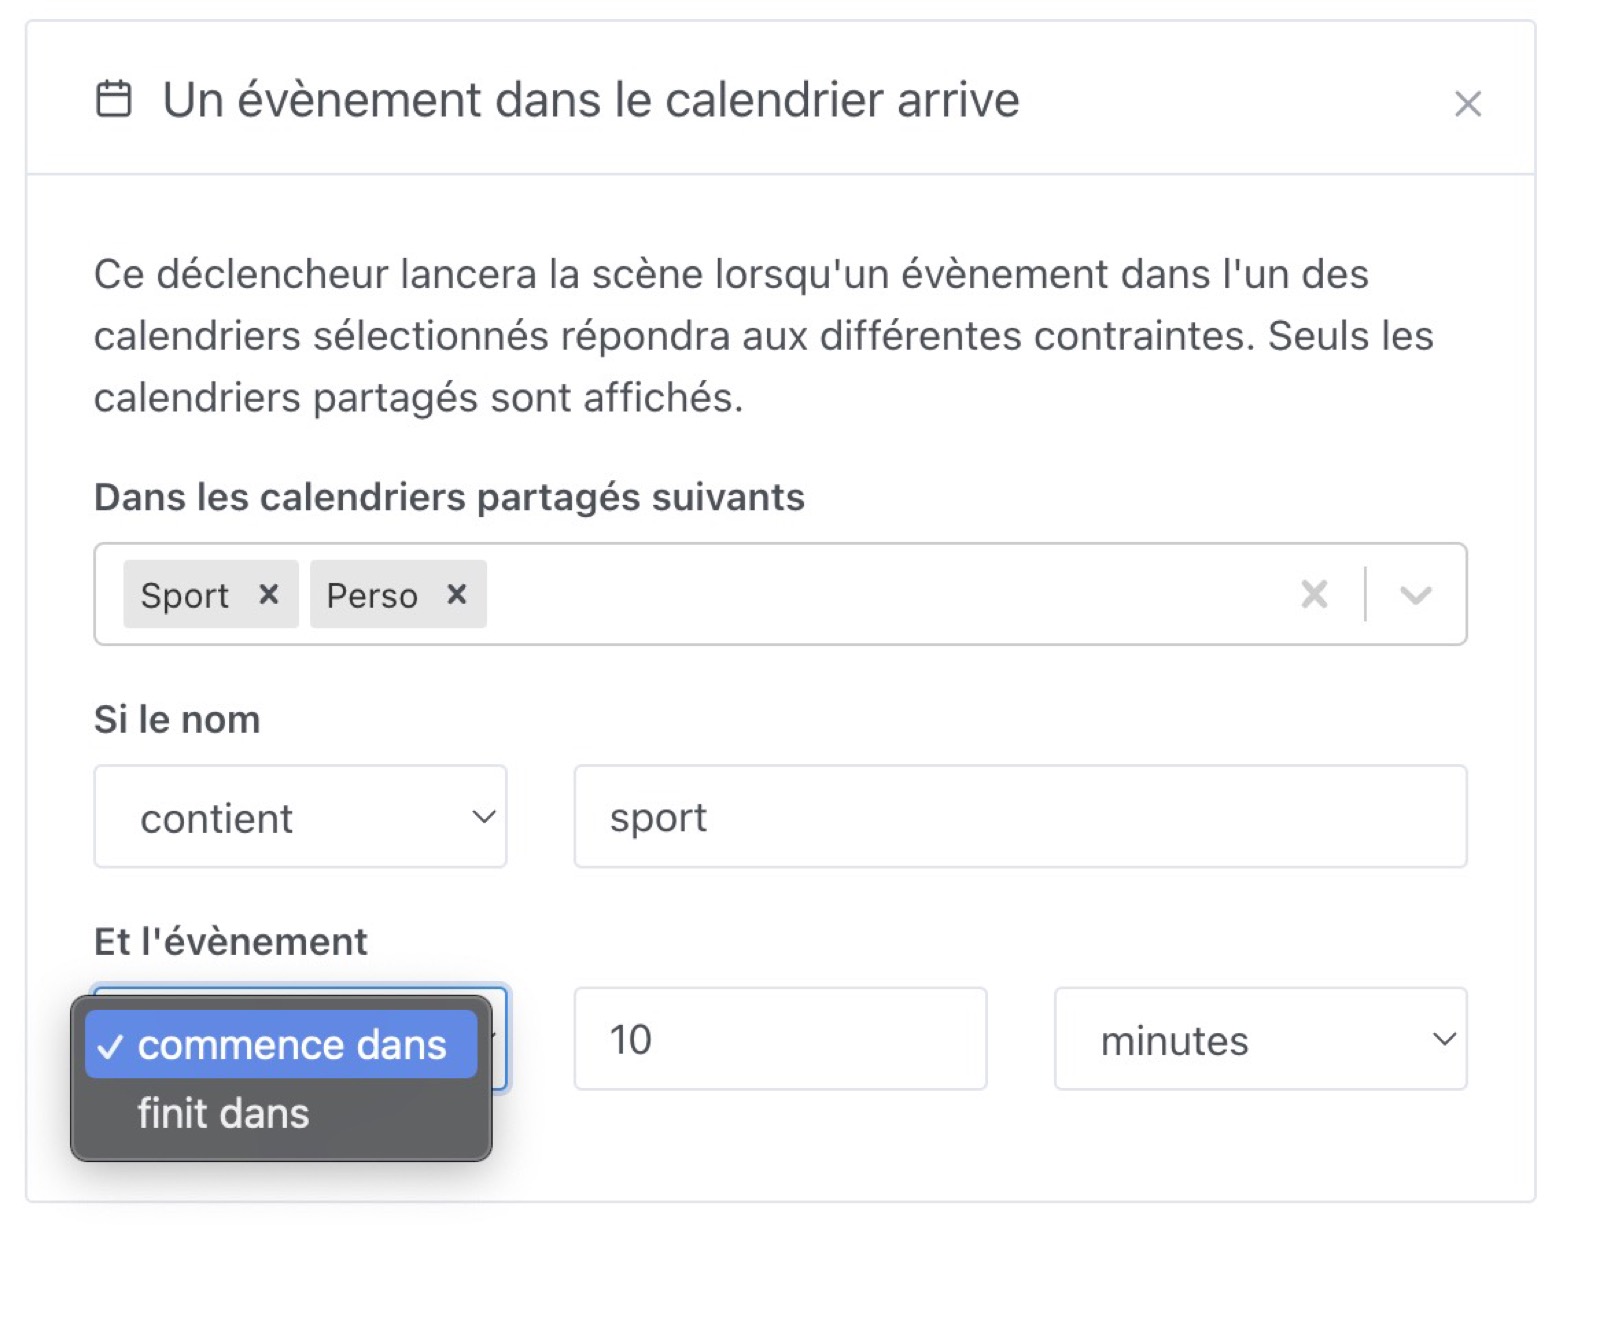 Un évènement dans le calendrier arrive
Ce déclencheur lancera la scène lorsqu'un évènement dans l'un des
calendriers sélectionnés répondra aux différentes contraintes. Seuls les
calendriers partagés sont affichés.
Dans les calendriers partagés suivants
Sport Perso
Si le nom
contient sport
Et l'évènement
commence dans 10 minutes
finit dans